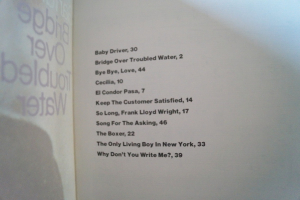 Bridge
Over
Troubled
Water
Baby Driver, 30
Bridge Over Troubled Water, 2
Bye Bye, Love, 44
Cecilia, 10
El Condor Pasa, 7
Keep The Customer Satisfied, 14
So Long, Frank Lloyd Wright, 17
Song For The Asking, 46
The Boxer, 22
The Only Living Boy In New York, 33
Why Don't You Write Me?, 39